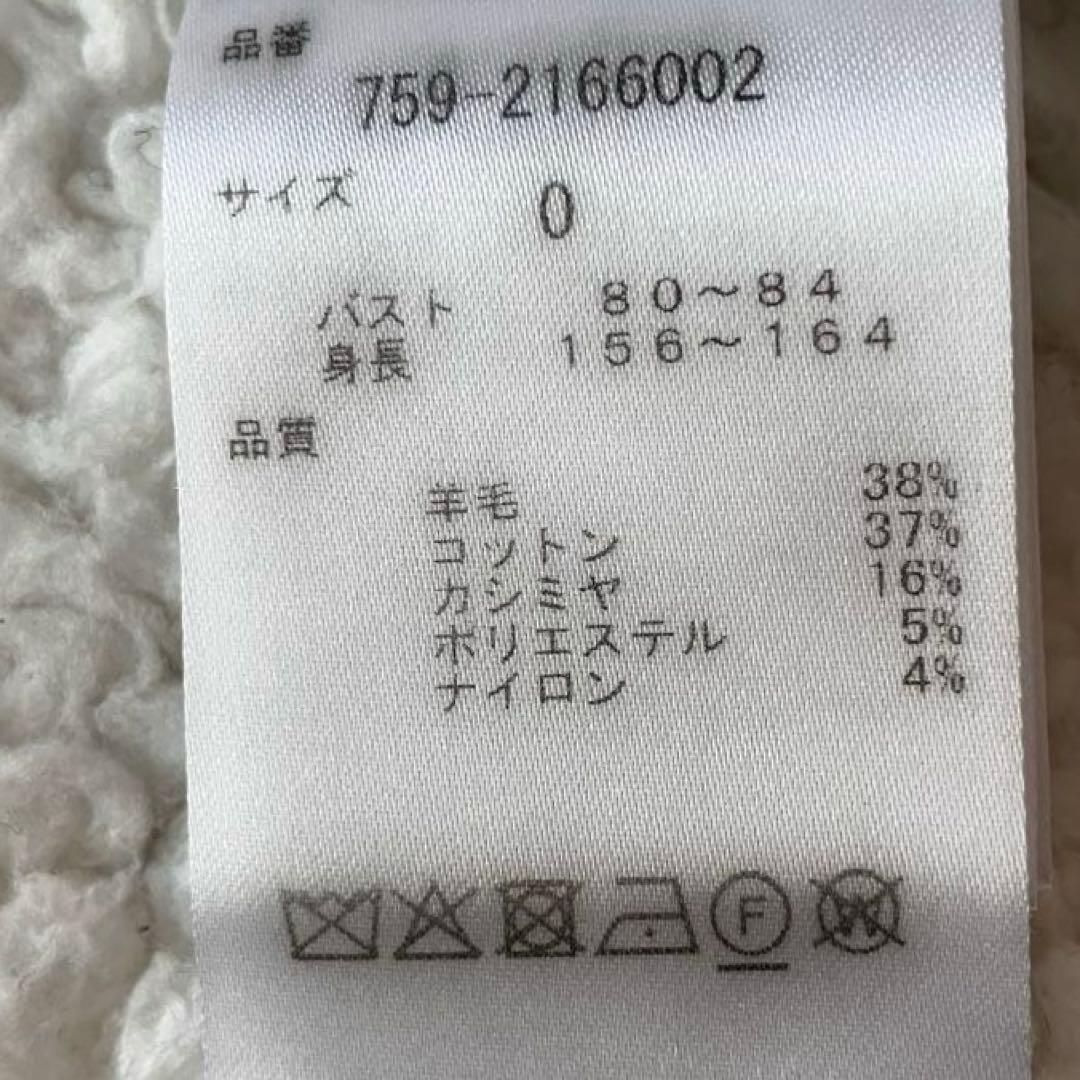 品番
759-2166002
サイズ 0
バスト 80～84
身長 156～164
品質
羊毛 38%
コットン 37%
カシミヤ 16%
ポリエステル 5%
ナイロン 4%
F W